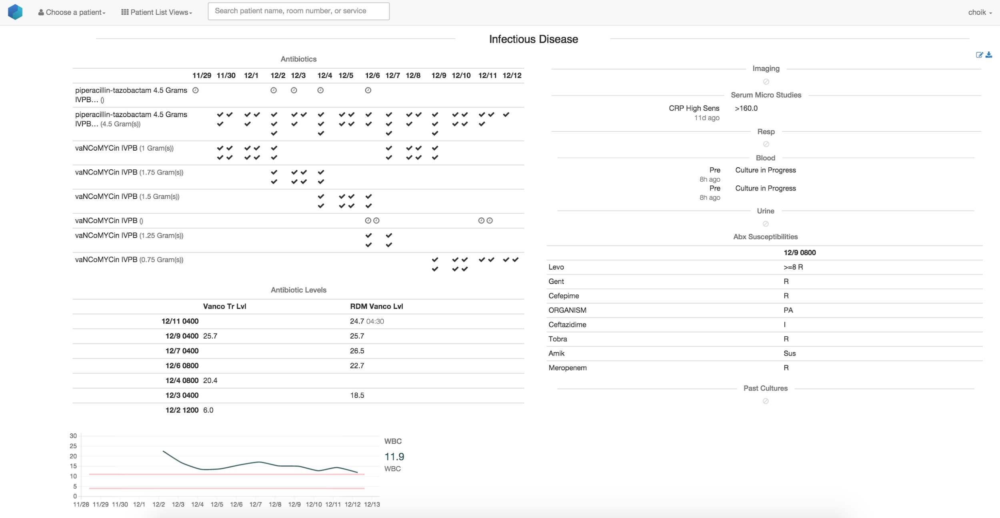 Choose a patient
Patient List Views
Search patient name, room number, or service
choik
Infectious Disease
Antibiotics
11/29 11/30 12/1 12/2 12/3 12/4 12/5 12/6 12/7 12/8 12/9 12/10 12/11 12/12
piperacillin-tazobactam 4.5 Grams
IVPB... ()
piperacillin-tazobactam 4.5 Grams
IVPB... (4.5 Gram(s))
vaNCoMYCin IVPB (1 Gram(s))
vaNCoMYCin IVPB (1.75 Gram(s))
vaNCoMYCin IVPB (1.5 Gram(s))
vaNCoMYCin IVPB ()
vaNCoMYCin IVPB (1.25 Gram(s))
vaNCoMYCin IVPB (0.75 Gram(s))
Antibiotic Levels
Vanco Tr Lvl RDM Vanco Lvl
12/11 0400 24.7 04:30
12/9 0400 25.7 25.7
12/7 0400 26.5
12/6 0800 22.7
12/4 0800 20.4
12/3 0400 18.5
12/2 1200 6.0
30
25
20
15
10
5
0
11/28 11/29 11/30 12/1 12/2 12/3 12/4 12/5 12/6 12/7 12/8 12/9 12/10 12/11 12/12 12/13
WBC
11.9
WBC
Imaging
Serum Micro Studies
CRP High Sens >160.0
11d ago
Resp
Blood
Pre Culture in Progress
8h ago
Pre Culture in Progress
8h ago
Urine
Abx Susceptibilities
12/9 0800
Levo >=8 R
Gent R
Cefepime R
ORGANISM PA
Ceftazidime I
Tobra R
Amik Sus
Meropenem R
Past Cultures